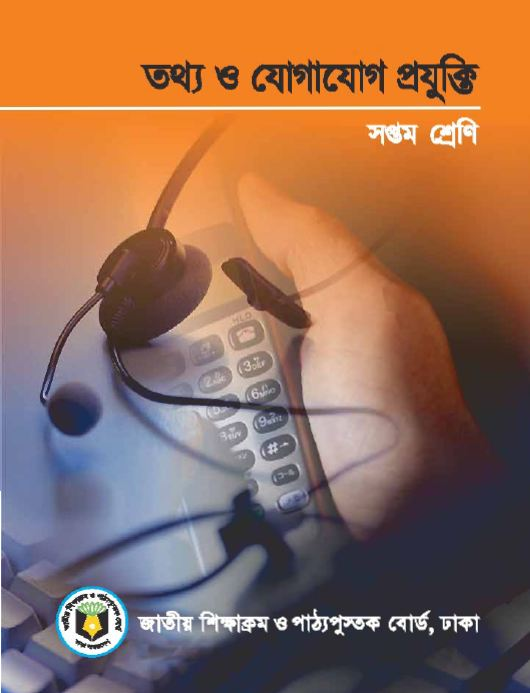 তথ্য ও যোগাযোগ প্রযুক্তি
সপ্তম শ্রেণি
জাতীয় শিক্ষাক্রম ও পাঠ্যপুস্তক বোর্ড, ঢাকা